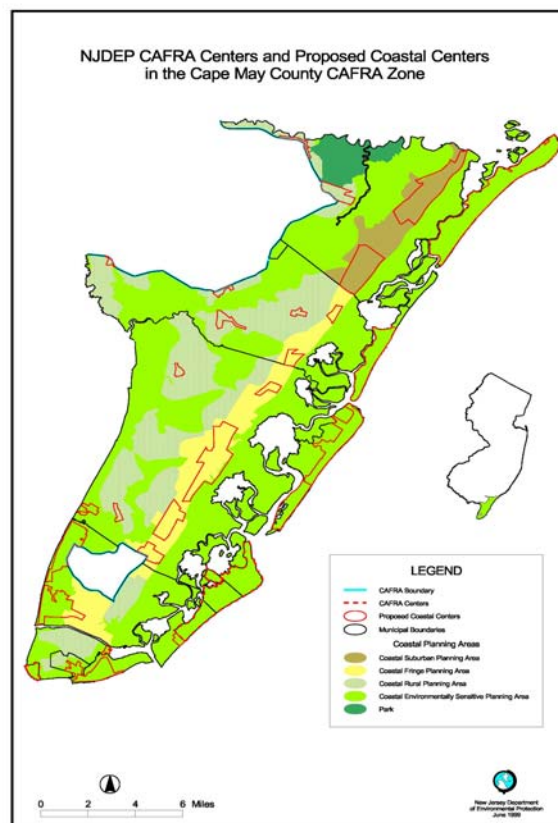 NJDEP CAFRA Centers and Proposed Coastal Centers
in the Cape May County CAFRA Zone
LEGEND
CAFRA Boundary
CAFRA Centers
Proposed Coastal Centers
Municipal Boundaries
Coastal Planning Areas
Coastal Suburban Planning Area
Coastal Fringe Planning Area
Coastal Rural Planning Area
Coastal Environmentally Sensitive Planning Area
Park
0 2 4 6 Miles
New Jersey Department
of Environmental Protection
June 1999